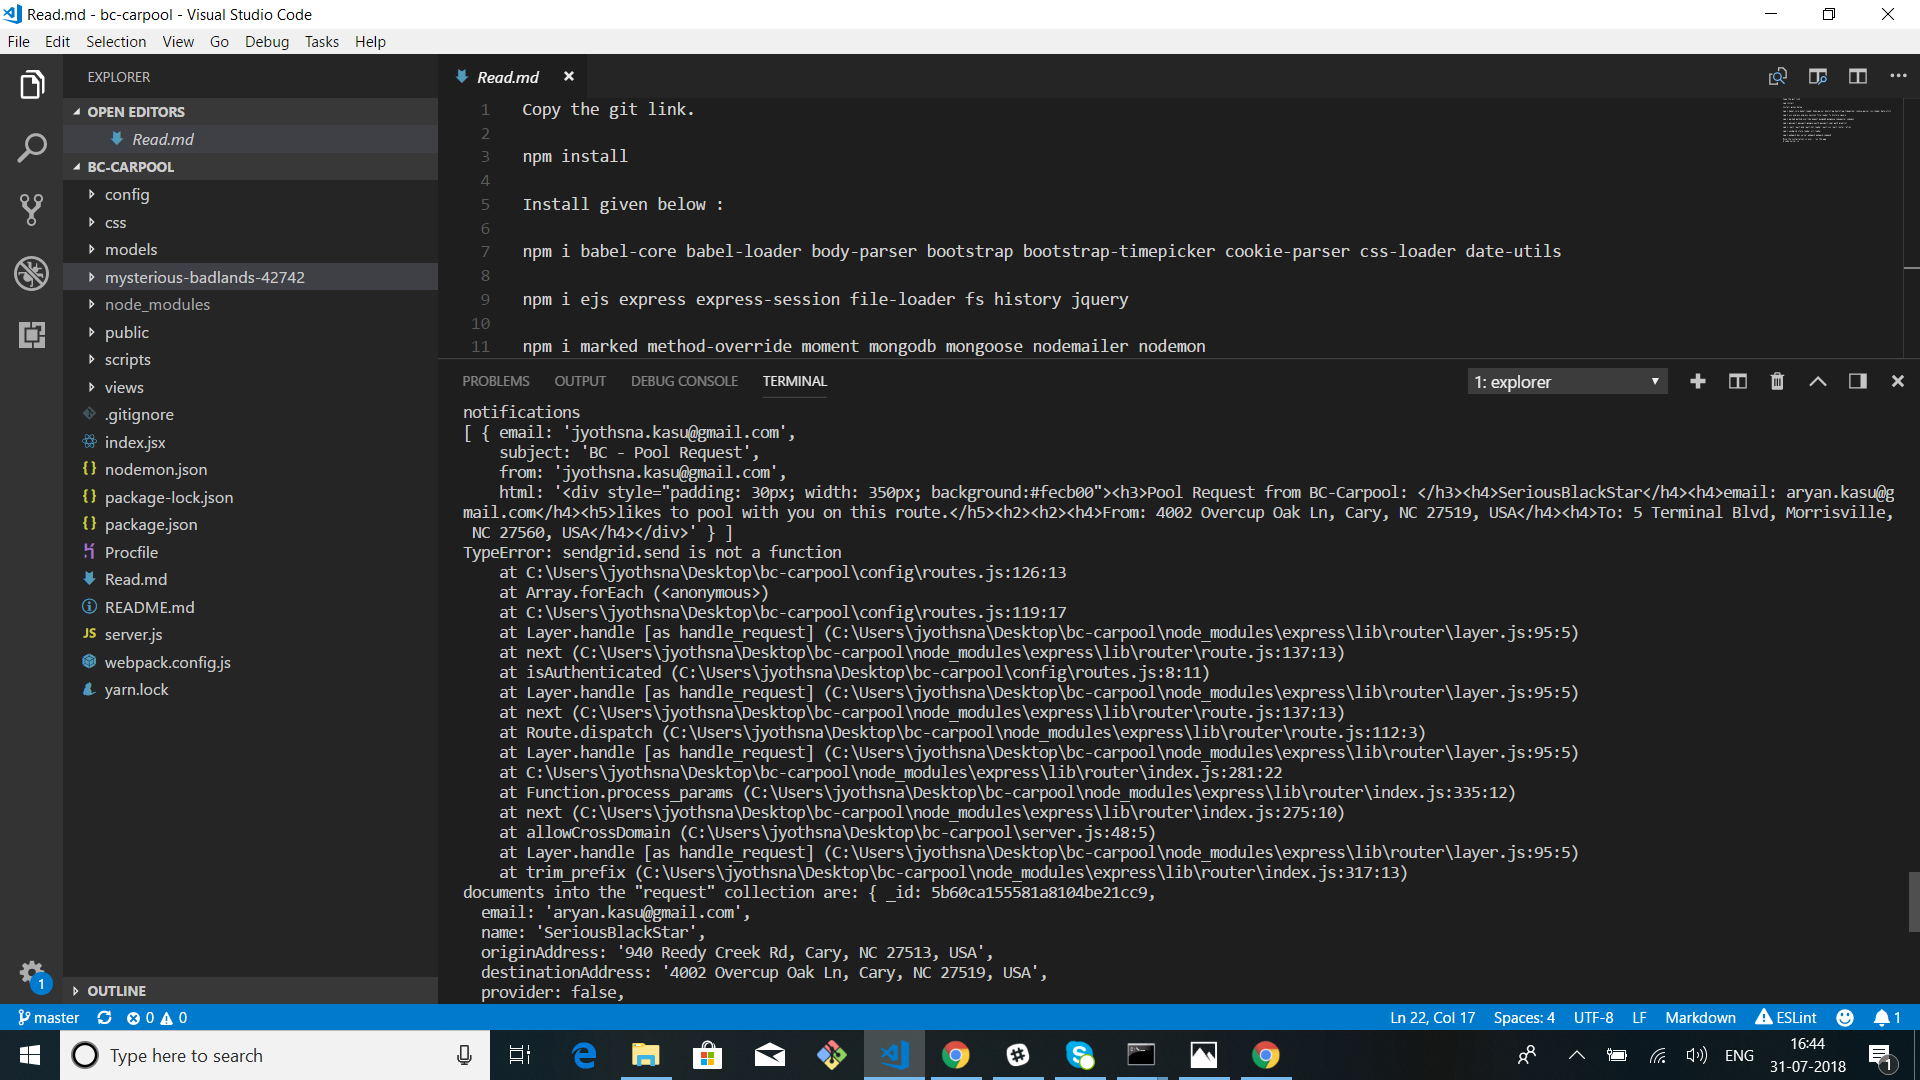 Read.md - bc-carpool - Visual Studio Code
File Edit Selection View Go Debug Tasks Help
EXPLORER
OPEN EDITORS
Read.md
BC-CARPOOL
config
css
models
mysterious-badlands-42742
node_modules
public
scripts
views
.gitignore
index.jsx
nodemon.json
package-lock.json
package.json
Procfile
Read.md
README.md
JS server.js
webpack.config.js
yarn.lock
OUTLINE
Read.md
1 Copy the git link.
2
3 npm install
4
5 Install given below :
6
7 npm i babel-core babel-loader body-parser bootstrap bootstrap-timepicker cookie-parser css-loader date-utils
8
9 npm i ejs express express-session file-loader fs history jquery
10
11 npm i marked method-override moment mongodb mongoose nodemailer nodemon
PROBLEMS OUTPUT DEBUG CONSOLE TERMINAL 1: explorer
notifications
[ { email: 'jyothsna.kasu@gmail.com',
subject: 'BC - Pool Request',
from: 'jyothsna.kasu@gmail.com',
html: '<div style="padding: 30px; width: 350px; background:#fecb00"><h3>Pool Request from BC-Carpool: </h3><h4>SeriousBlackStar</h4><h4>email: aryan.kasu@g
mail.com</h4><h5>likes to pool with you on this route.</h5><h2><h2><h4>From: 4002 Overcup Oak Ln, Cary, NC 27519, USA</h4><h4>To: 5 Terminal Blvd, Morrisville,
NC 27560, USA</h4></div>' } ]
TypeError: sendgrid.send is not a function
at C:\Users\jyothsna\Desktop\bc-carpool\config\routes.js:126:13
at Array.forEach (<anonymous>)
at C:\Users\jyothsna\Desktop\bc-carpool\config\routes.js:119:17
at Layer.handle [as handle_request] (C:\Users\jyothsna\Desktop\bc-carpool\node_modules\express\lib\router\layer.js:95:5)
at next (C:\Users\jyothsna\Desktop\bc-carpool\node_modules\express\lib\router\route.js:137:13)
at isAuthenticated (C:\Users\jyothsna\Desktop\bc-carpool\config\routes.js:8:11)
at Layer.handle [as handle_request] (C:\Users\jyothsna\Desktop\bc-carpool\node_modules\express\lib\router\layer.js:95:5)
at next (C:\Users\jyothsna\Desktop\bc-carpool\node_modules\express\lib\router\route.js:137:13)
at Route.dispatch (C:\Users\jyothsna\Desktop\bc-carpool\node_modules\express\lib\router\route.js:112:3)
at Layer.handle [as handle_request] (C:\Users\jyothsna\Desktop\bc-carpool\node_modules\express\lib\router\layer.js:95:5)
at C:\Users\jyothsna\Desktop\bc-carpool\node_modules\express\lib\router\index.js:281:22
at Function.process_params (C:\Users\jyothsna\Desktop\bc-carpool\node_modules\express\lib\router\index.js:335:12)
at next (C:\Users\jyothsna\Desktop\bc-carpool\node_modules\express\lib\router\index.js:275:10)
at allowCrossDomain (C:\Users\jyothsna\Desktop\bc-carpool\server.js:48:5)
at Layer.handle [as handle_request] (C:\Users\jyothsna\Desktop\bc-carpool\node_modules\express\lib\router\layer.js:95:5)
at trim_prefix (C:\Users\jyothsna\Desktop\bc-carpool\node_modules\express\lib\router\index.js:317:13)
documents into the "request" collection are: { _id: 5b60ca155581a8104be21cc9,
email: 'aryan.kasu@gmail.com',
name: 'SeriousBlackStar',
originAddress: '940 Reedy Creek Rd, Cary, NC 27513, USA',
destinationAddress: '4002 Overcup Oak Ln, Cary, NC 27519, USA',
provider: false,
1
master 0 0 Ln 22, Col 17 Spaces: 4 UTF-8 LF Markdown ESLint 1
Type here to search ENG 16:44
31-07-2018 1